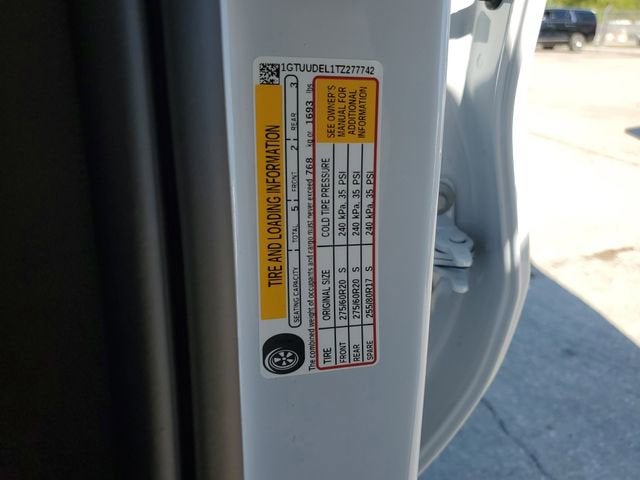 1GTUUDEL1TZ277742
TIRE AND LOADING INFORMATION
SEATING CAPACITY TOTAL 5 FRONT 2 REAR 3
The combined weight of occupants and cargo must never exceed 768 kg or 1693 lbs.
TIRE ORIGINAL SIZE COLD TIRE PRESSURE
FRONT 275/60R20 S 240 kPa, 35 PSI
REAR 275/60R20 S 240 kPa, 35 PSI
SPARE 255/80R17 S 240 kPa, 35 PSI
SEE OWNER'S
MANUAL FOR
ADDITIONAL
INFORMATION